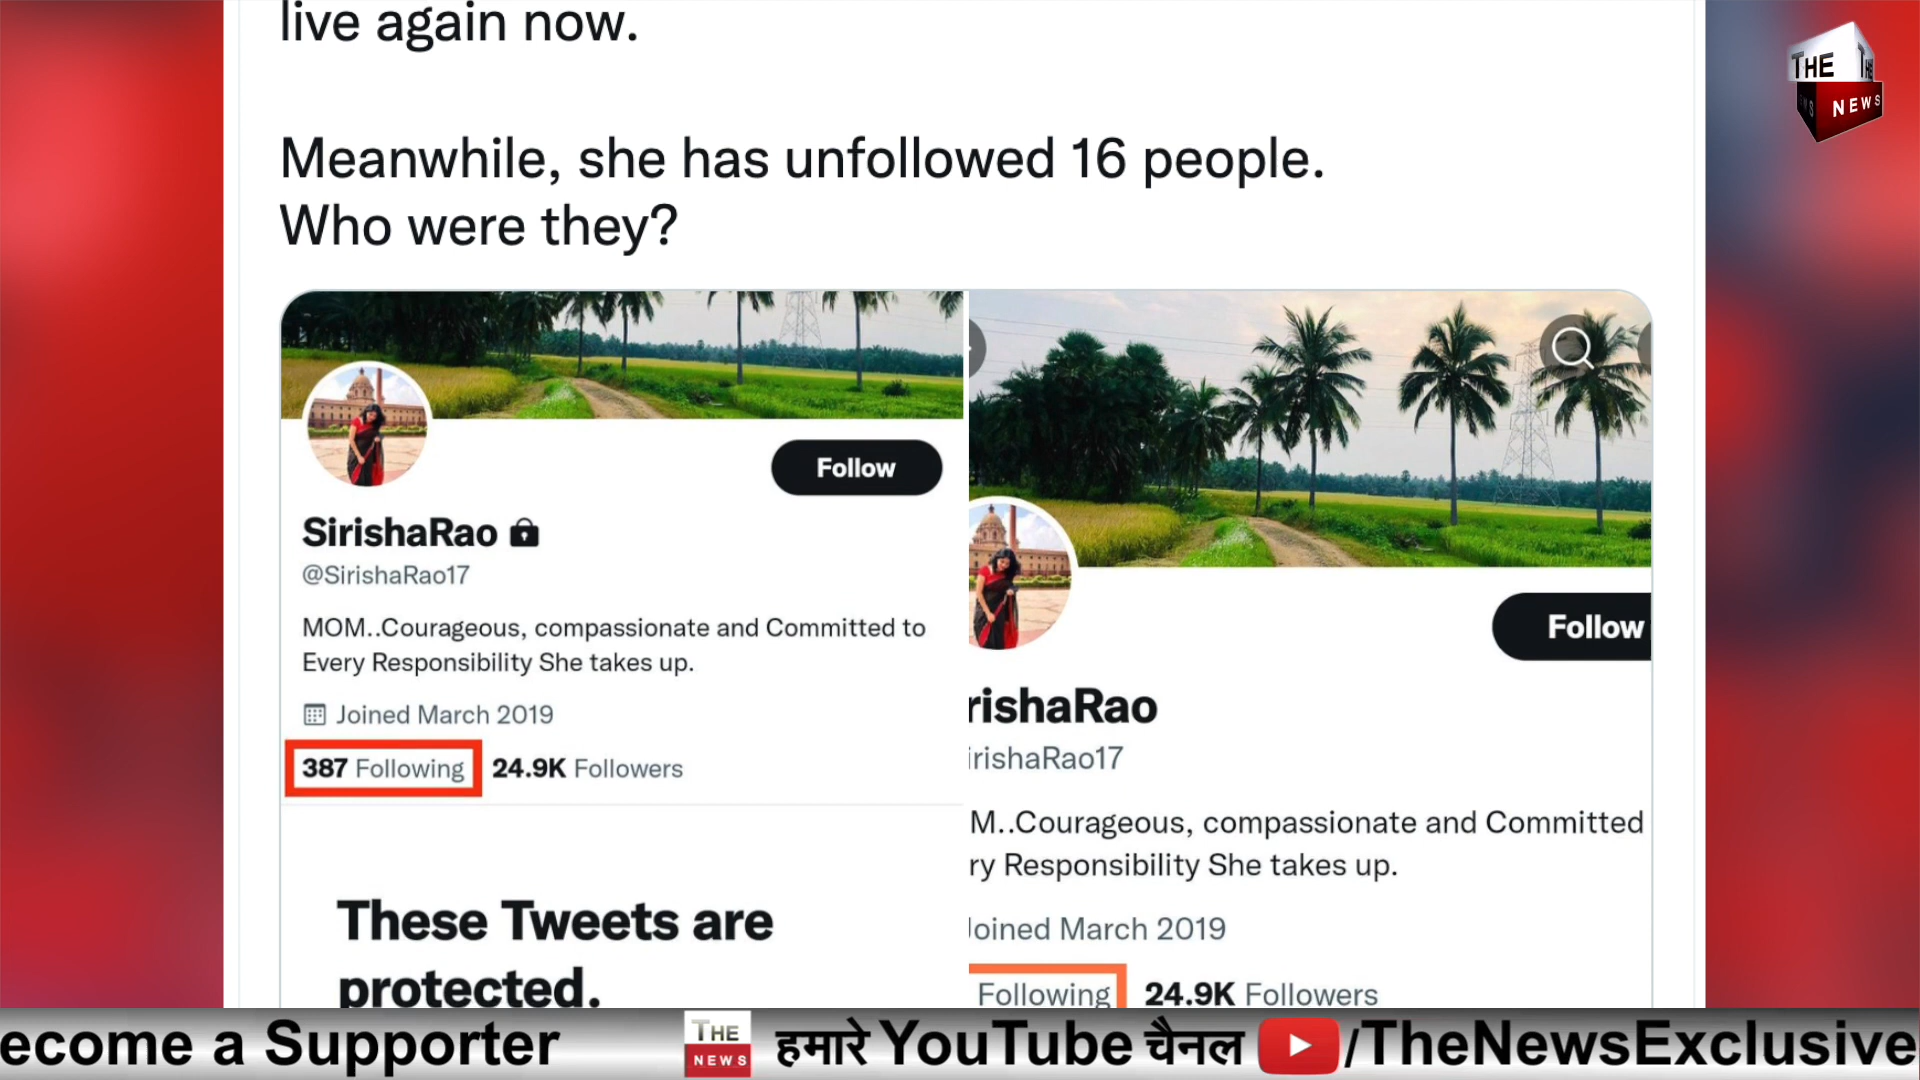 live again now.
Meanwhile, she has unfollowed 16 people.
Who were they?
THE
NEWS
Follow
SirishaRao
@SirishaRao17
MOM..Courageous, compassionate and Committed to
Every Responsibility She takes up.
Joined March 2019
387 Following 24.9K Followers
These Tweets are
protected.
Follow
rishaRao
irishaRao17
M..Courageous, compassionate and Committed
ry Responsibility She takes up.
Joined March 2019
Following 24.9K Followers
ecome a Supporter THE NEWS हमारे YouTube चैनल /TheNewsExclusive